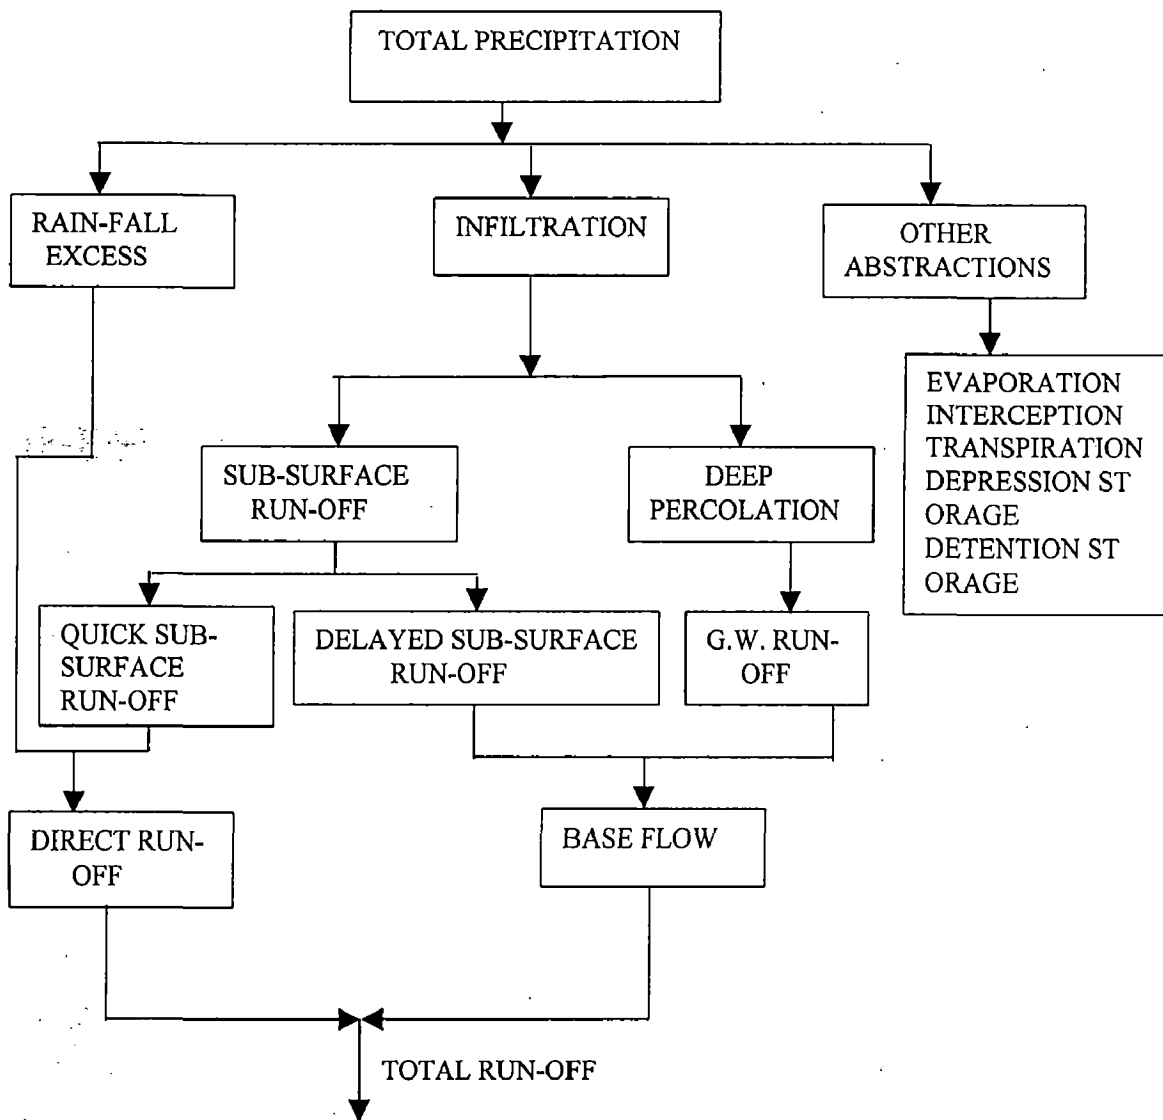 TOTAL PRECIPITATION
RAIN-FALL
EXCESS
INFILTRATION
OTHER
ABSTRACTIONS
EVAPORATION
INTERCEPTION
TRANSPIRATION
DEPRESSION ST
ORAGE
DETENTION ST
ORAGE
SUB-SURFACE
RUN-OFF
DEEP
PERCOLATION
QUICK SUB-
SURFACE
RUN-OFF
DELAYED SUB-SURFACE
RUN-OFF
G.W. RUN-
OFF
DIRECT RUN-
OFF
BASE FLOW
TOTAL RUN-OFF